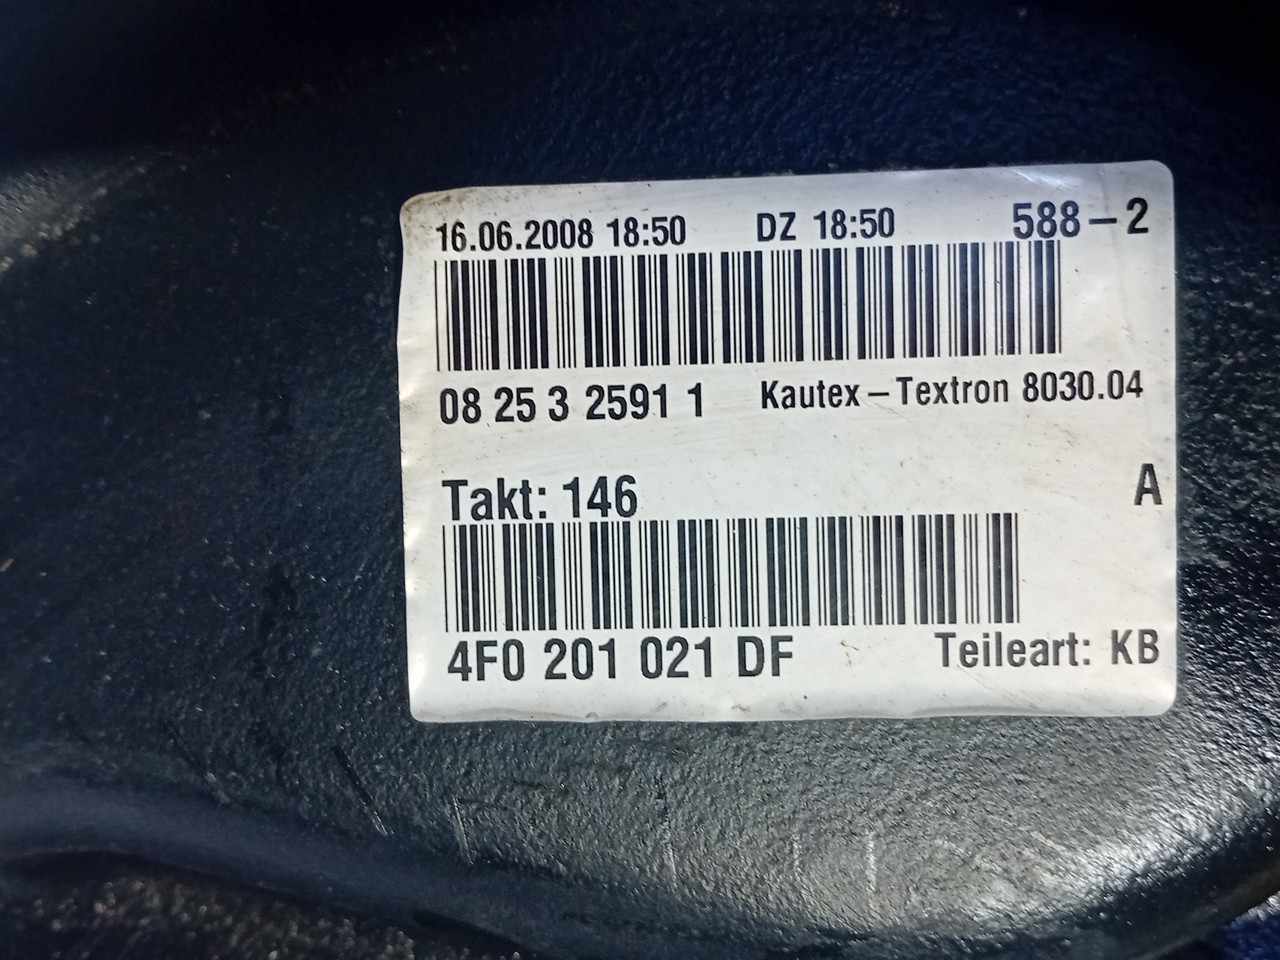 16.06.2008 18:50 DZ 18:50 588-2
08 25 3 2591 1 Kautex-Textron 8030.04
Takt: 146 A
4F0 201 021 DF Teileart: KB